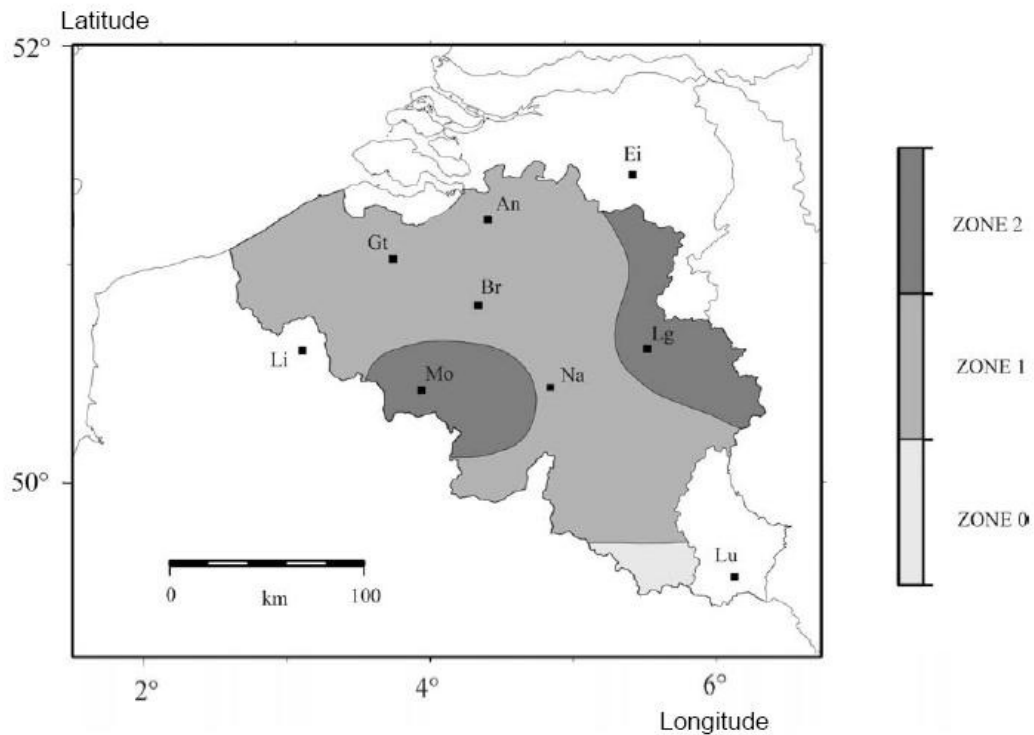 Latitude
52°
Ei
An
Gt
Br
Li
Lg
Mo
Na
50°
Lu
0
100
km
2°
4°
6°
Longitude
ZONE 2
ZONE 1
ZONE 0